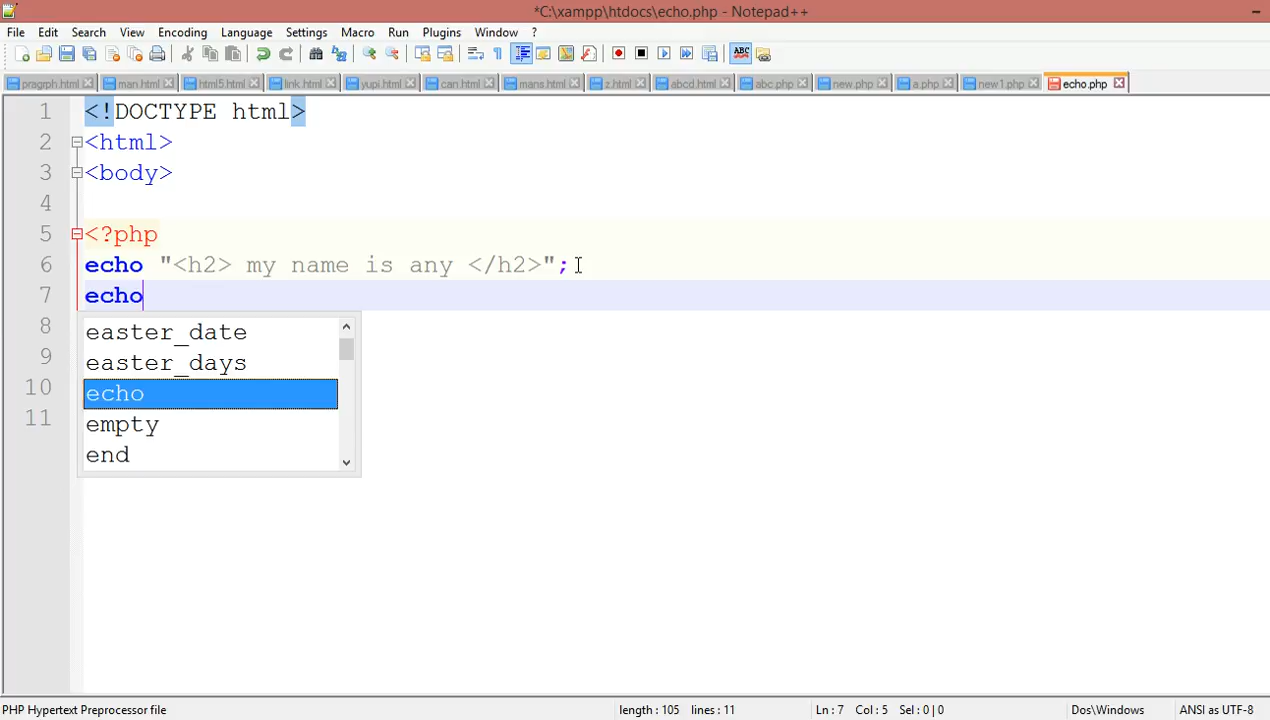 *C:\xampp\htdocs\echo.php - Notepad++
File Edit Search View Encoding Language Settings Macro Run Plugins Window ?
ABC
pragrph.html man.html html5.html link.html yupi.html can.html mans.html z.html abcd.html abc.php new.php a.php new1.php echo.php
1 <!DOCTYPE html>
2 <html>
3 <body>
4
5 <?php
6 echo "<h2> my name is any </h2>";
7 echo
8 easter_date
9 easter_days
10 echo
11 empty
end
PHP Hypertext Preprocessor file length : 105 lines : 11 Ln : 7 Col : 5 Sel : 0 | 0 Dos\Windows ANSI as UTF-8